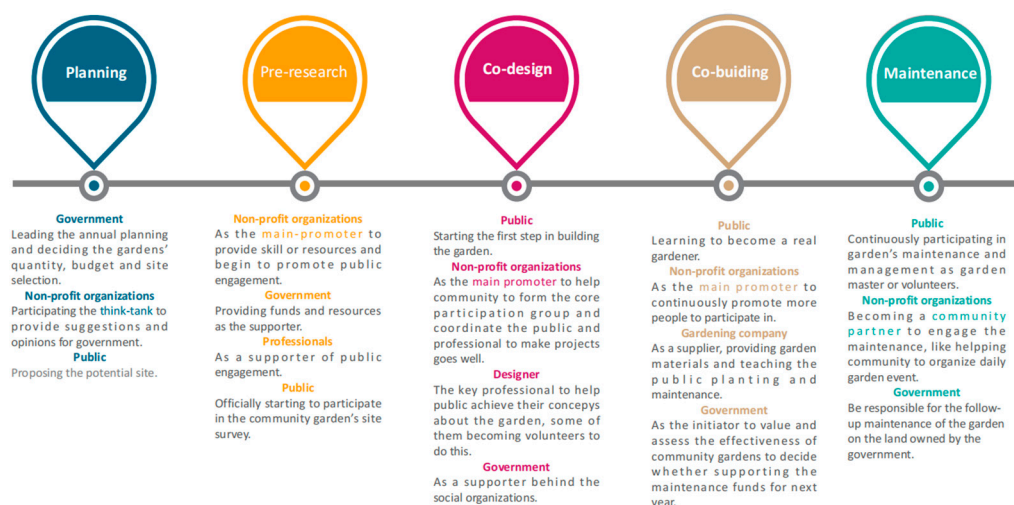 Planning
Pre-research
Co-design
Co-buiding
Maintenance
Government
Leading the annual planning
and deciding the gardens'
quantity, budget and site
selection.
Non-profit organizations
Participating the think-tank to
provide suggestions and
opinions for government.
Public
Proposing the potential site.
Non-profit organizations
As the main-promoter to
provide skill or resources and
begin to promote public
engagement.
Government
Providing funds and resources
as the supporter.
Professionals
As a supporter of public
engagement.
Public
Officially starting to participate
in the community garden's site
survey.
Public
Starting the first step in building
the garden.
Non-profit organizations
As the main promoter to help
community to form the core
participation group and
coordinate the public and
professional to make projects
goes well.
Designer
The key professional to help
public achieve their concepys
about the garden, some of
them becoming volunteers to
do this.
Government
As a supporter behind the
social organizations.
Public
Learning to become a real
gardener.
Non-profit organizations
As the main promoter to
continuously promote more
people to participate in.
Gardening company
As a supplier, providing garden
materials and teaching the
public planting and
maintenance.
Government
As the initiator to value and
assess the effectiveness of
community gardens to decide
whether supporting the
maintenance funds for next
year.
Public
Continuously participating in
garden's maintenance and
management as garden
master or volunteers.
Non-profit organizations
Becoming a community
partner to engage the
maintenance, like helpping
community to organize daily
garden event.
Government
Be responsible for the follow-
up maintenance of the garden
on the land owned by the
government.